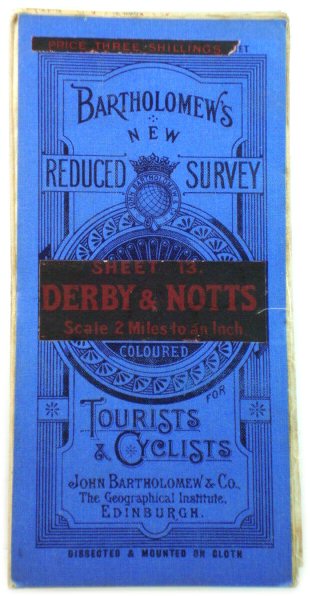 PRICE THREE SHILLINGS NET
BARTHOLOMEW'S
NEW
REDUCED SURVEY
SHEET 13.
DERBY & NOTTS
Scale 2 Miles to an Inch
COLOURED
FOR
TOURISTS
& CYCLISTS
JOHN BARTHOLOMEW & Co.,
The Geographical Institute,
EDINBURGH.
DISSECTED & MOUNTED ON CLOTH